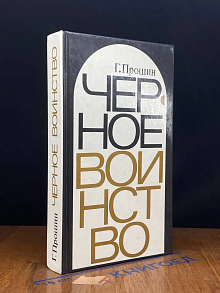 Г. Прошин
ЧЕР
НОЕ
ВОИ
НСТ
ВО
Г. Прошин ЧЕРНОЕ ВОИНСТВО